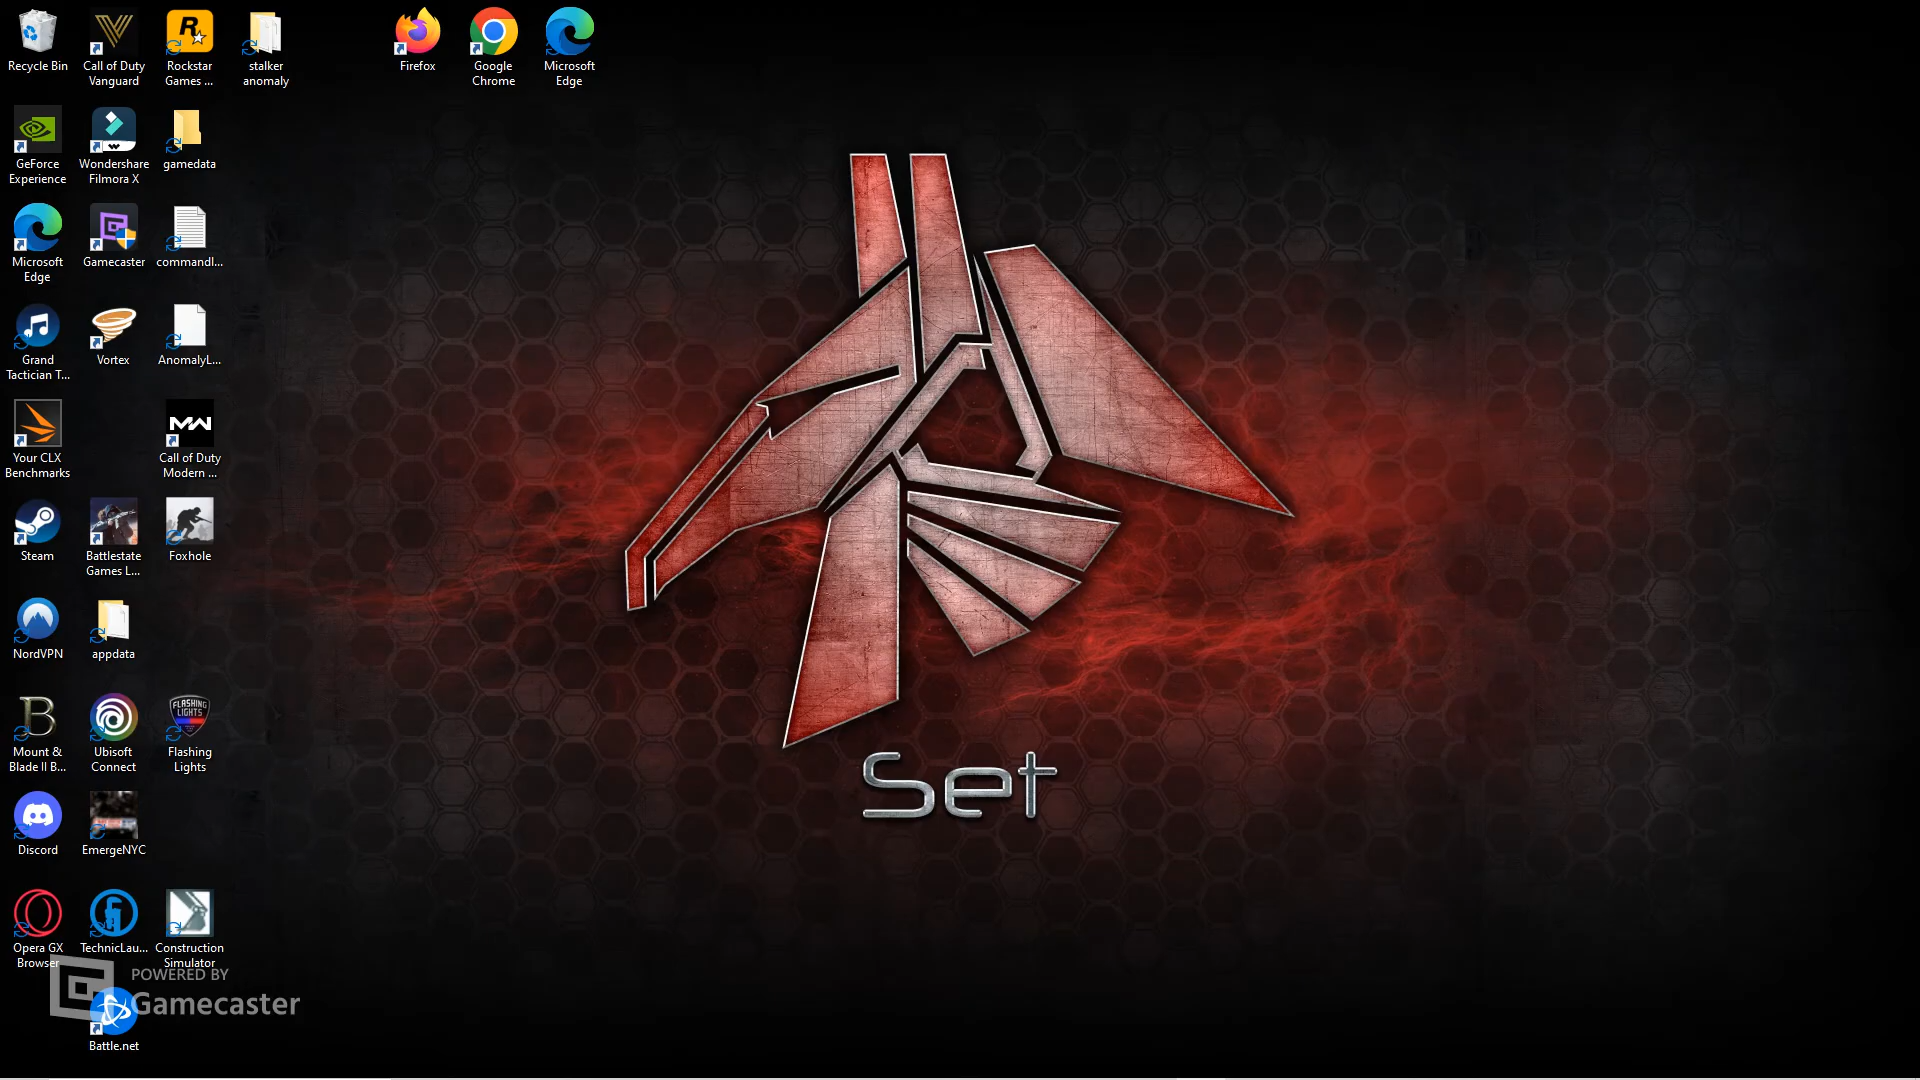 Recycle Bin
Call of Duty
Vanguard
Rockstar
Games ...
stalker
anomaly
Firefox
Google
Chrome
Microsoft
Edge
GeForce
Experience
Wondershare
Filmora X
gamedata
Microsoft
Edge
Gamecaster
commandl...
Grand
Tactician T...
Vortex
AnomalyL...
Your CLX
Benchmarks
MW
Call of Duty
Modern ...
Steam
Battlestate
Games L...
Foxhole
NordVPN
appdata
Mount &
Blade II B...
Ubisoft
Connect
FLASHING
LIGHTS
Flashing
Lights
Discord
EmergeNYC
Opera GX
Browser
TechnicLau...
Construction
Simulator
POWERED BY
Gamecaster
Battle.net
Set